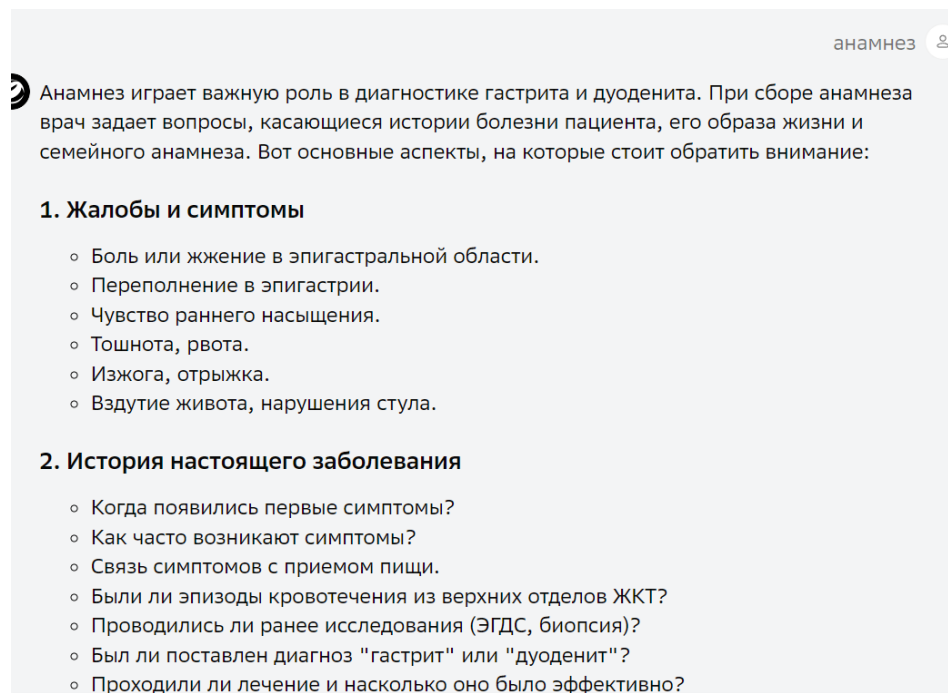 анамнез
Анамнез играет важную роль в диагностике гастрита и дуоденита. При сборе анамнеза
врач задает вопросы, касающиеся истории болезни пациента, его образа жизни и
семейного анамнеза. Вот основные аспекты, на которые стоит обратить внимание:
1. Жалобы и симптомы
◦ Боль или жжение в эпигастральной области.
◦ Переполнение в эпигастрии.
◦ Чувство раннего насыщения.
◦ Тошнота, рвота.
◦ Изжога, отрыжка.
◦ Вздутие живота, нарушения стула.
2. История настоящего заболевания
◦ Когда появились первые симптомы?
◦ Как часто возникают симптомы?
◦ Связь симптомов с приемом пищи.
◦ Были ли эпизоды кровотечения из верхних отделов ЖКТ?
◦ Проводились ли ранее исследования (ЭГДС, биопсия)?
◦ Был ли поставлен диагноз "гастрит" или "дуоденит"?
◦ Проходили ли лечение и насколько оно было эффективно?